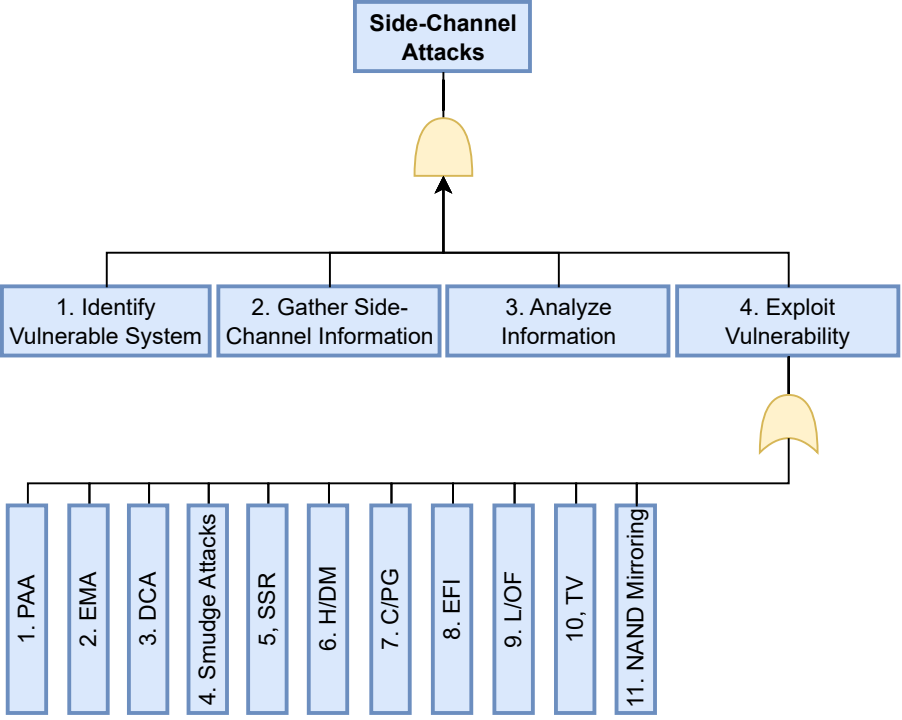 Side-Channel
Attacks
1. Identify
Vulnerable System
2. Gather Side-
Channel Information
3. Analyze
Information
4. Exploit
Vulnerability
1. PAA
2. EMA
3. DCA
4. Smudge Attacks
5, SSR
6. H/DM
7. C/PG
8. EFI
9. L/OF
10, TV
11. NAND Mirroring